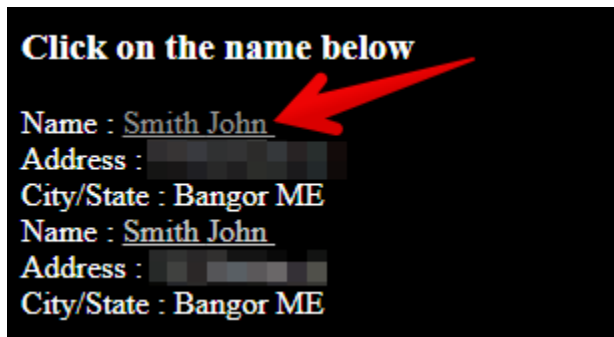 Click on the name below
Name : Smith John
Address :
City/State : Bangor ME
Name : Smith John
Address :
City/State : Bangor ME